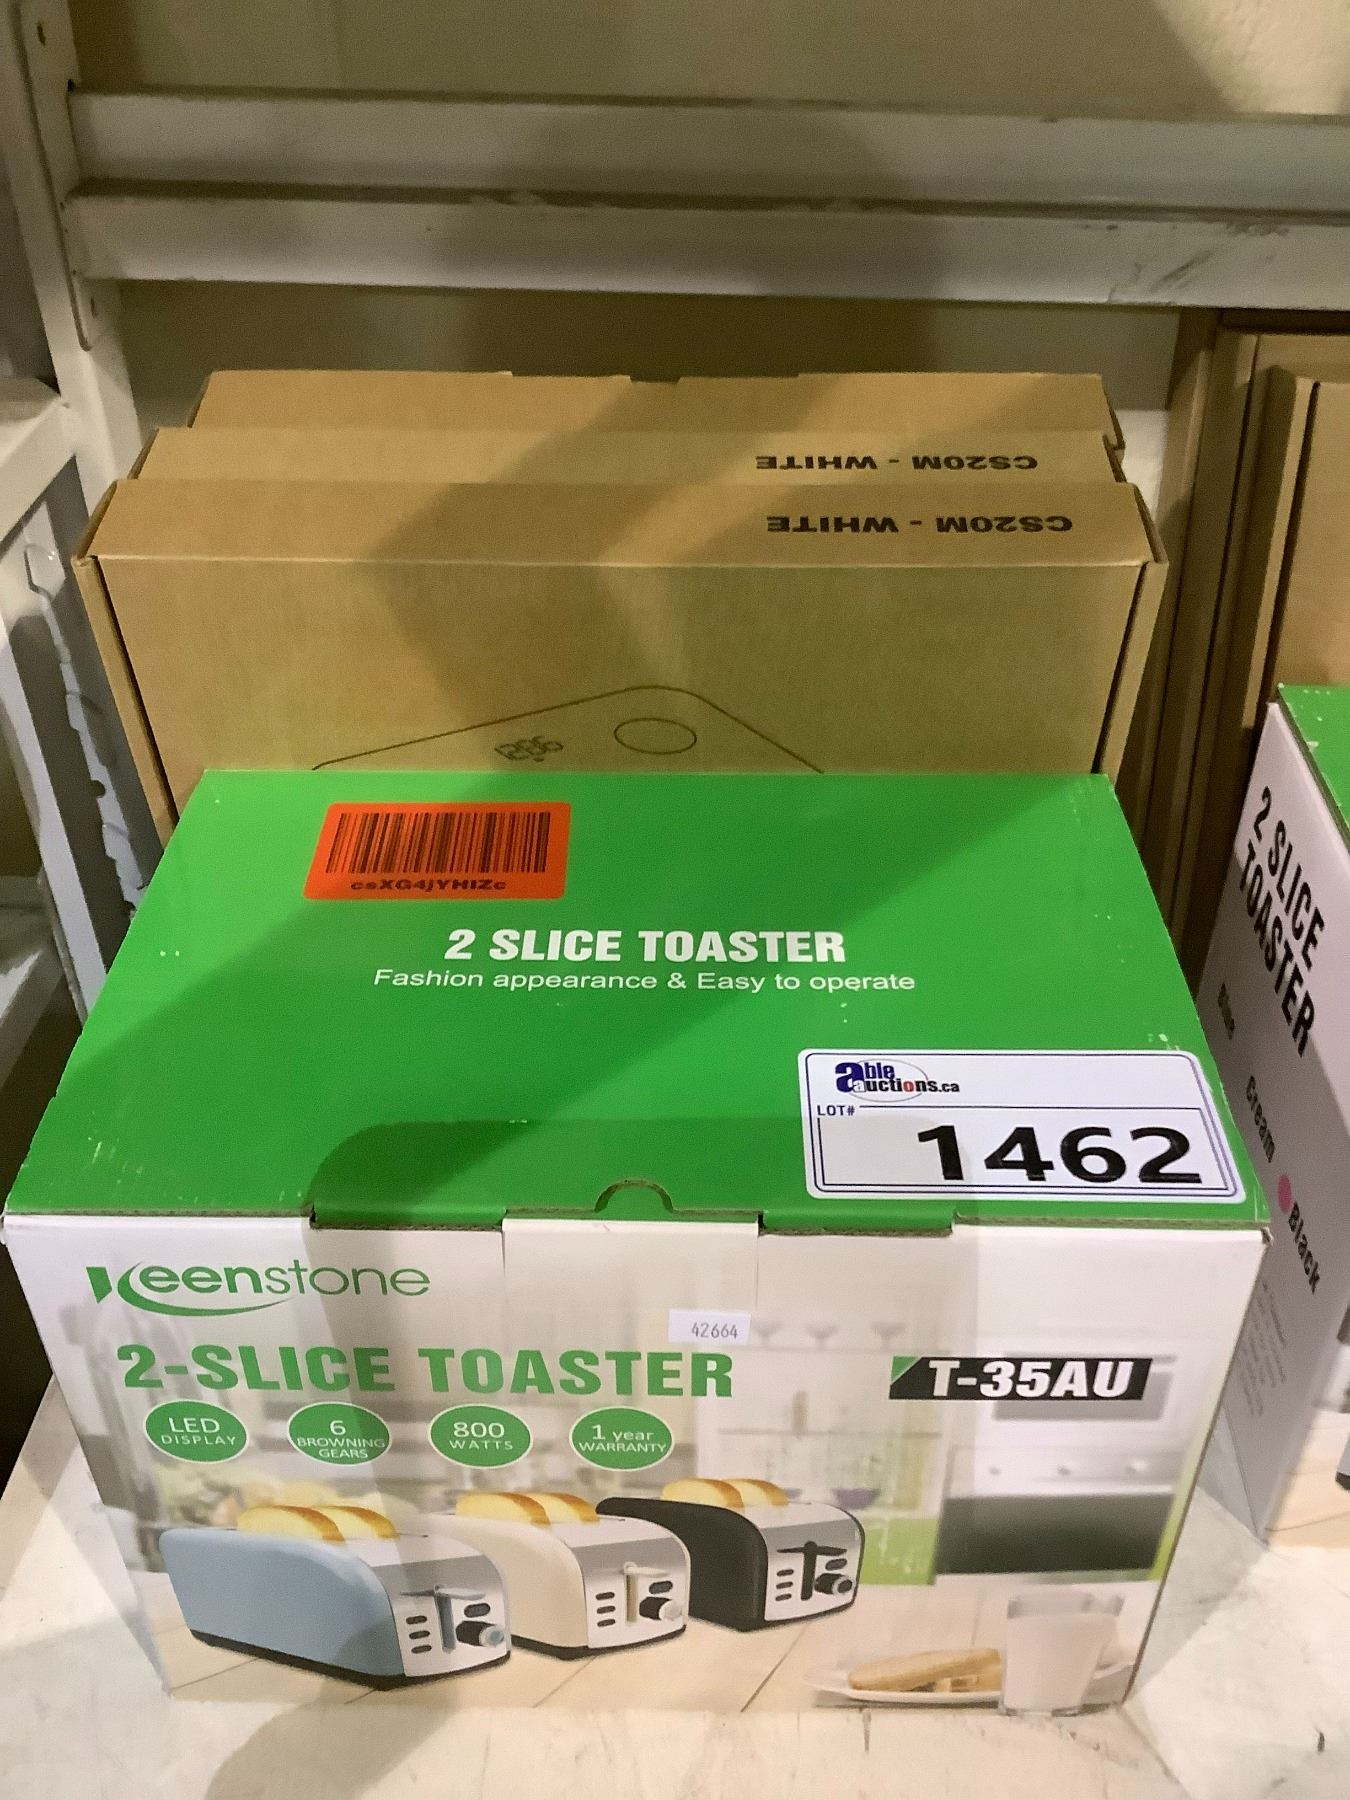 CS20M - WHITE
CS20M - WHITE
csXG4jYHIZc
2 SLICE TOASTER
Fashion appearance & Easy to operate
able auctions.ca
LOT#
1462
Keenstone
42664
2-SLICE TOASTER
T-35AU
LED
DISPLAY
6
BROWNING
GEARS
800
WATTS
1 year
WARRANTY
2 SLICE
TOASTER
Blue
Cream
Black